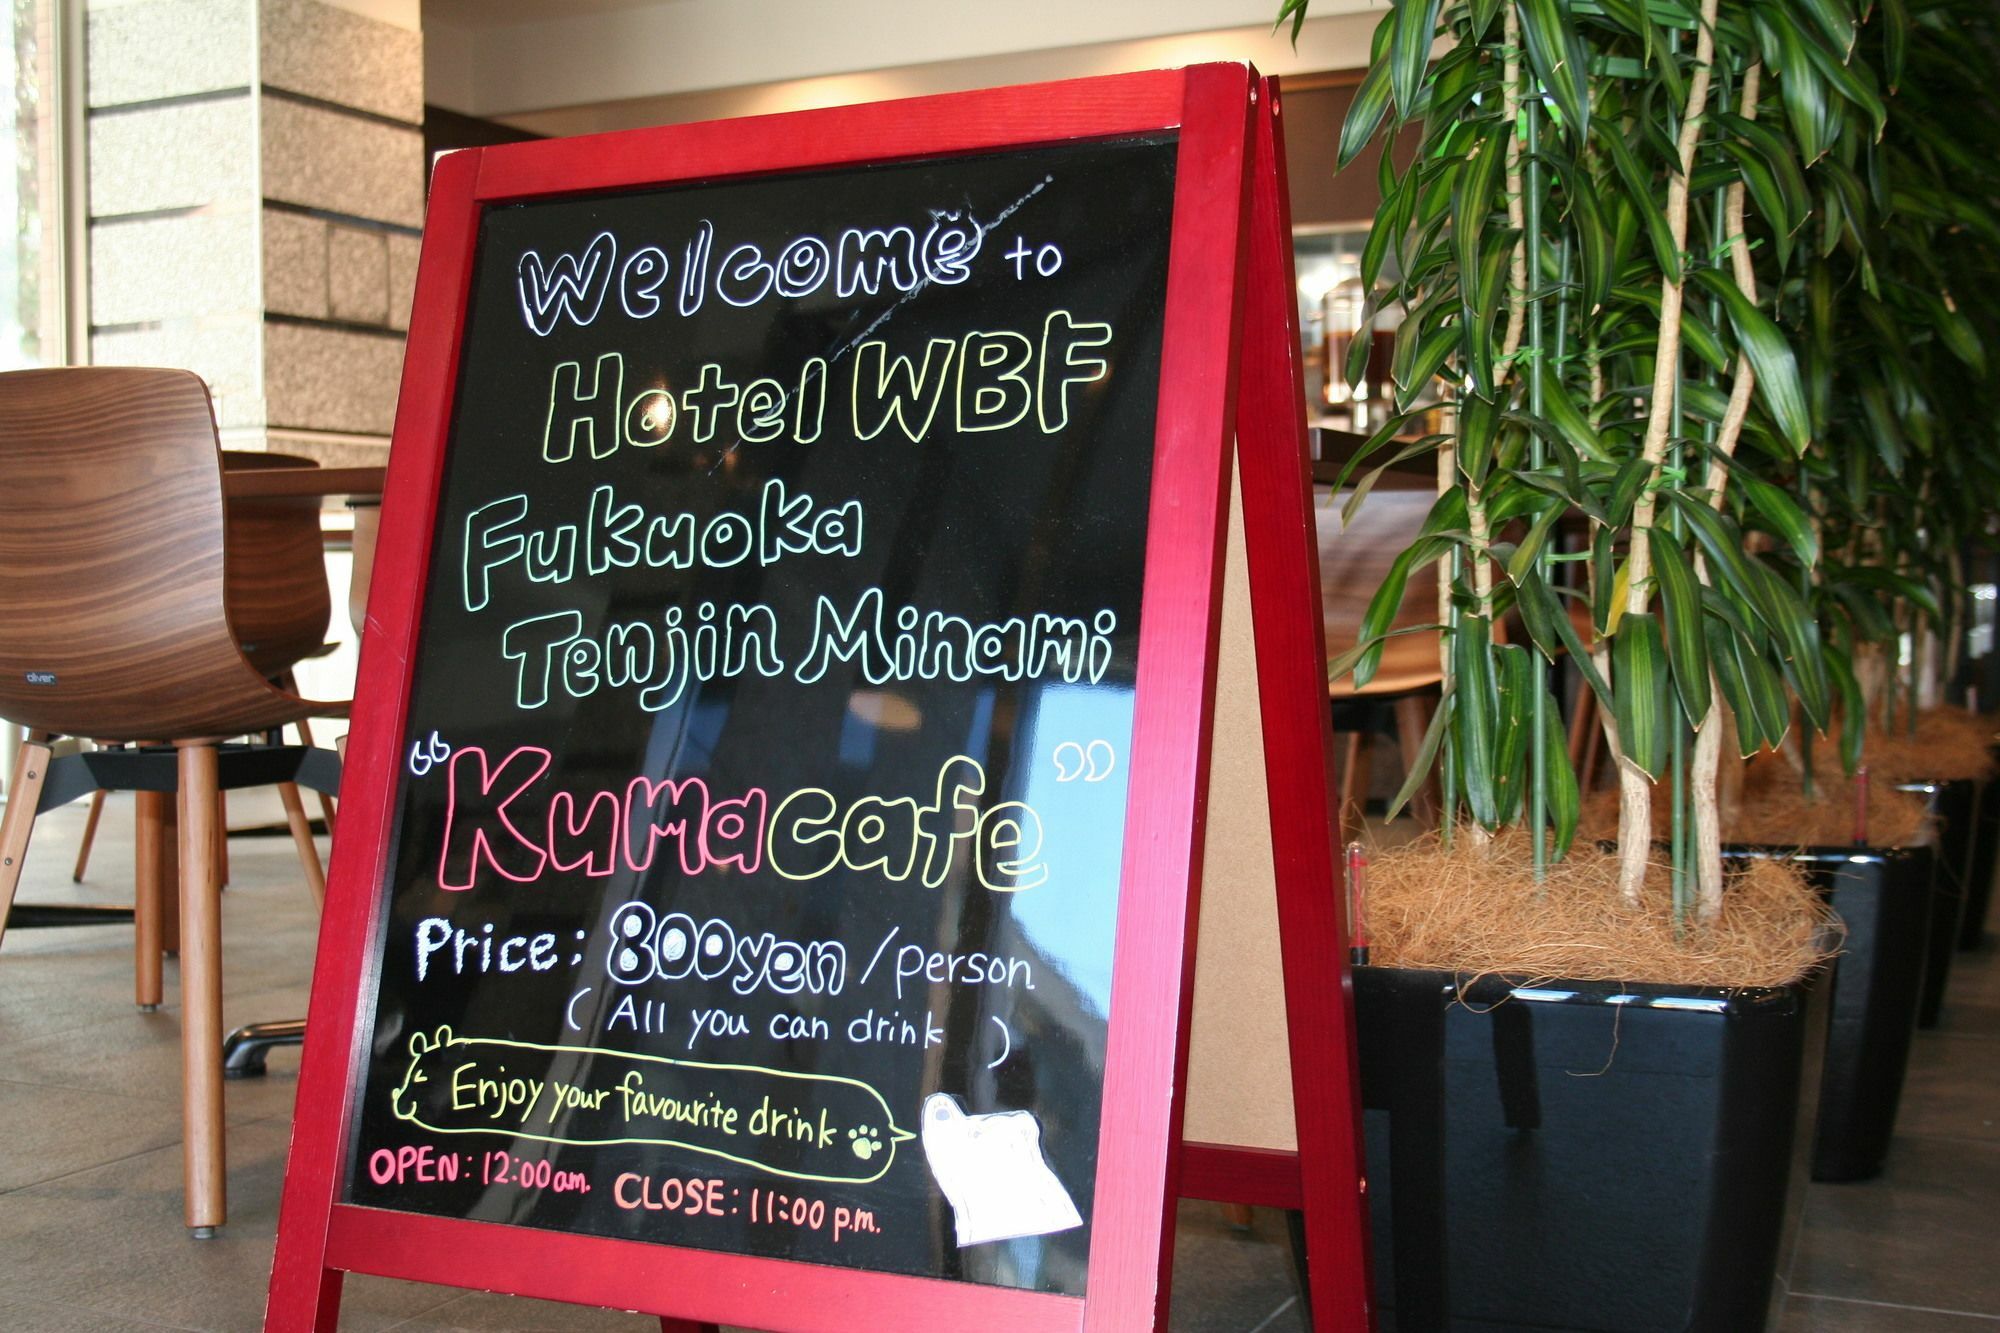 Welcome to
Hotel WBF
Fukuoka
Tenjin Minami
“Kumacafe”
Price: 800yen /person
( All you can drink )
Enjoy your favourite drink
OPEN: 12:00am. CLOSE: 11:00 p.m.
oliver